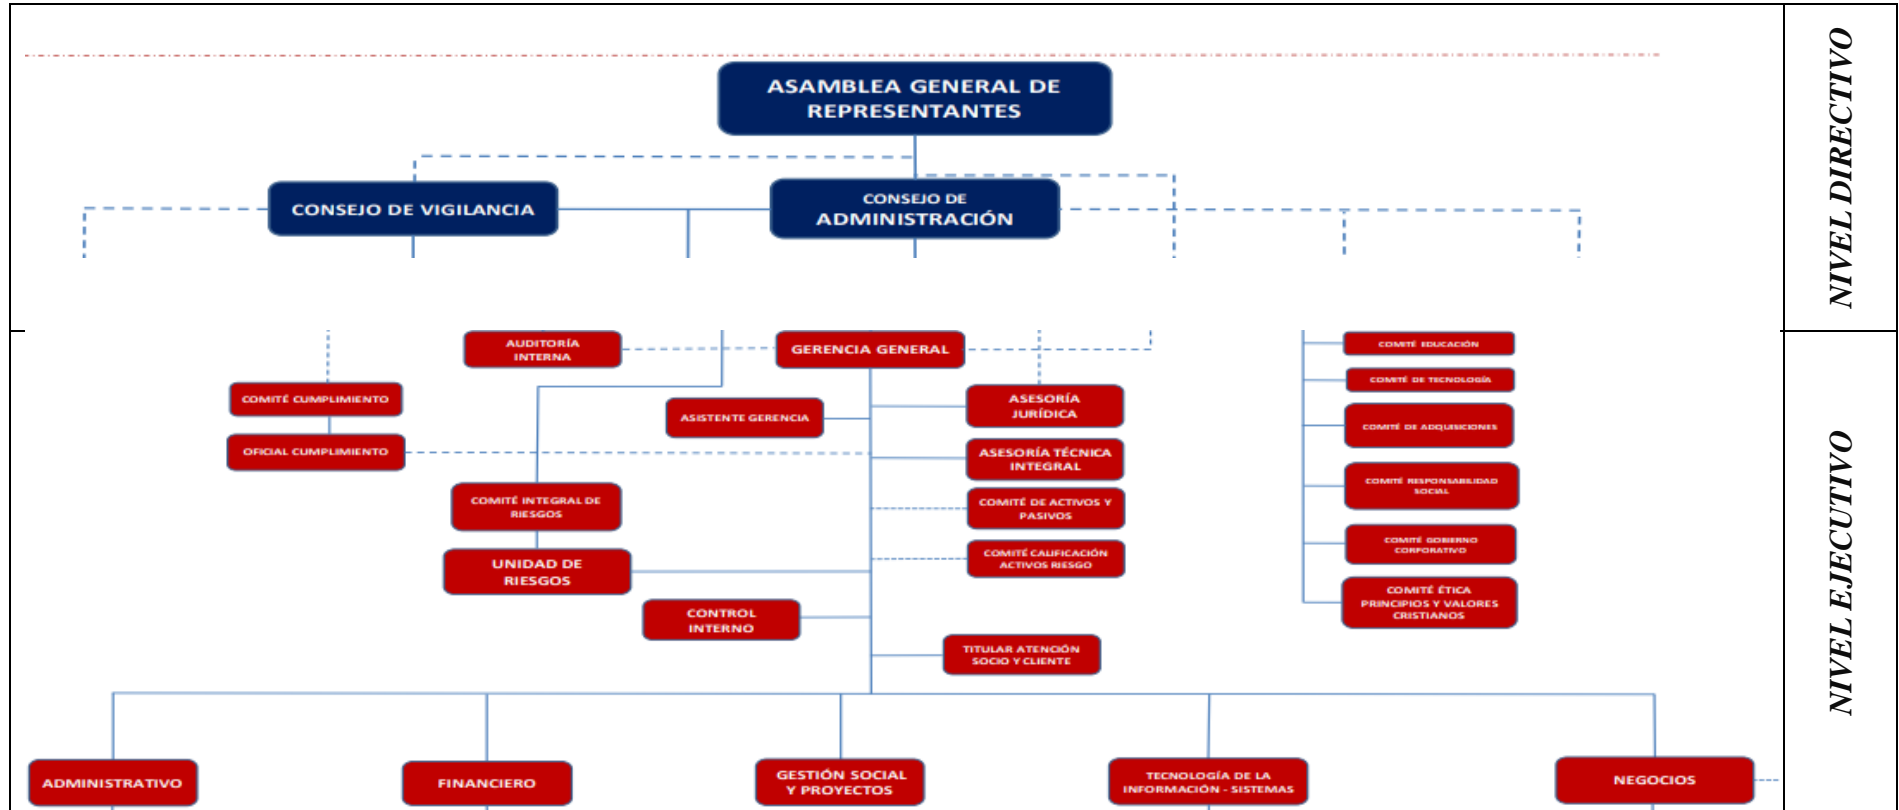 ASAMBLEA GENERAL DE
REPRESENTANTES
CONSEJO DE VIGILANCIA
CONSEJO DE
ADMINISTRACIÓN
NIVEL DIRECTIVO
AUDITORÍA
INTERNA
GERENCIA GENERAL
COMITÉ EDUCACIÓN
COMITÉ DE TECNOLOGÍA
COMITÉ CUMPLIMIENTO
ASISTENTE GERENCIA
ASESORÍA
JURÍDICA
COMITÉ DE ADQUISICIONES
OFICIAL CUMPLIMIENTO
ASESORÍA TÉCNICA
INTEGRAL
COMITÉ RESPONSABILIDAD
SOCIAL
COMITÉ INTEGRAL DE
RIESGOS
COMITÉ DE ACTIVOS Y
PASIVOS
COMITÉ GOBIERNO
CORPORATIVO
UNIDAD DE
RIESGOS
COMITÉ CALIFICACIÓN
ACTIVOS RIESGO
COMITÉ ÉTICA
PRINCIPIOS Y VALORES
CRISTIANOS
CONTROL
INTERNO
TITULAR ATENCIÓN
SOCIO Y CLIENTE
NIVEL EJECUTIVO
ADMINISTRATIVO
FINANCIERO
GESTIÓN SOCIAL
Y PROYECTOS
TECNOLOGÍA DE LA
INFORMACIÓN - SISTEMAS
NEGOCIOS